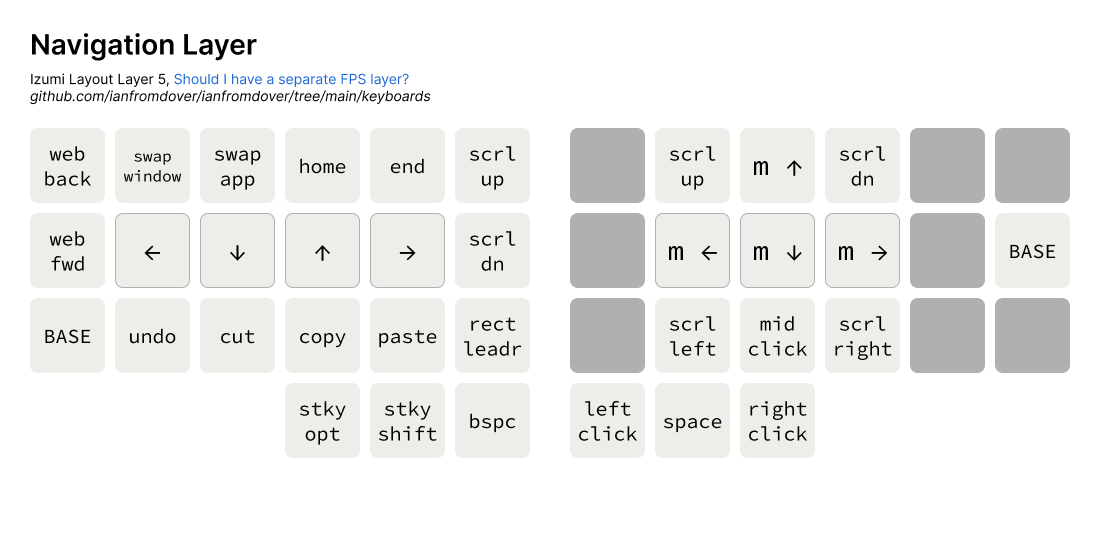 Navigation Layer
Izumi Layout Layer 5, Should I have a separate FPS layer?
github.com/ianfromdover/ianfromdover/tree/main/keyboards
web back
swap window
swap app
home
end
scrl up
scrl up
m ↑
scrl dn
web fwd
←
↓
↑
→
scrl dn
m ←
m ↓
m →
BASE
BASE
undo
cut
copy
paste
rect leadr
scrl left
mid click
scrl right
stky opt
stky shift
bspc
left click
space
right click